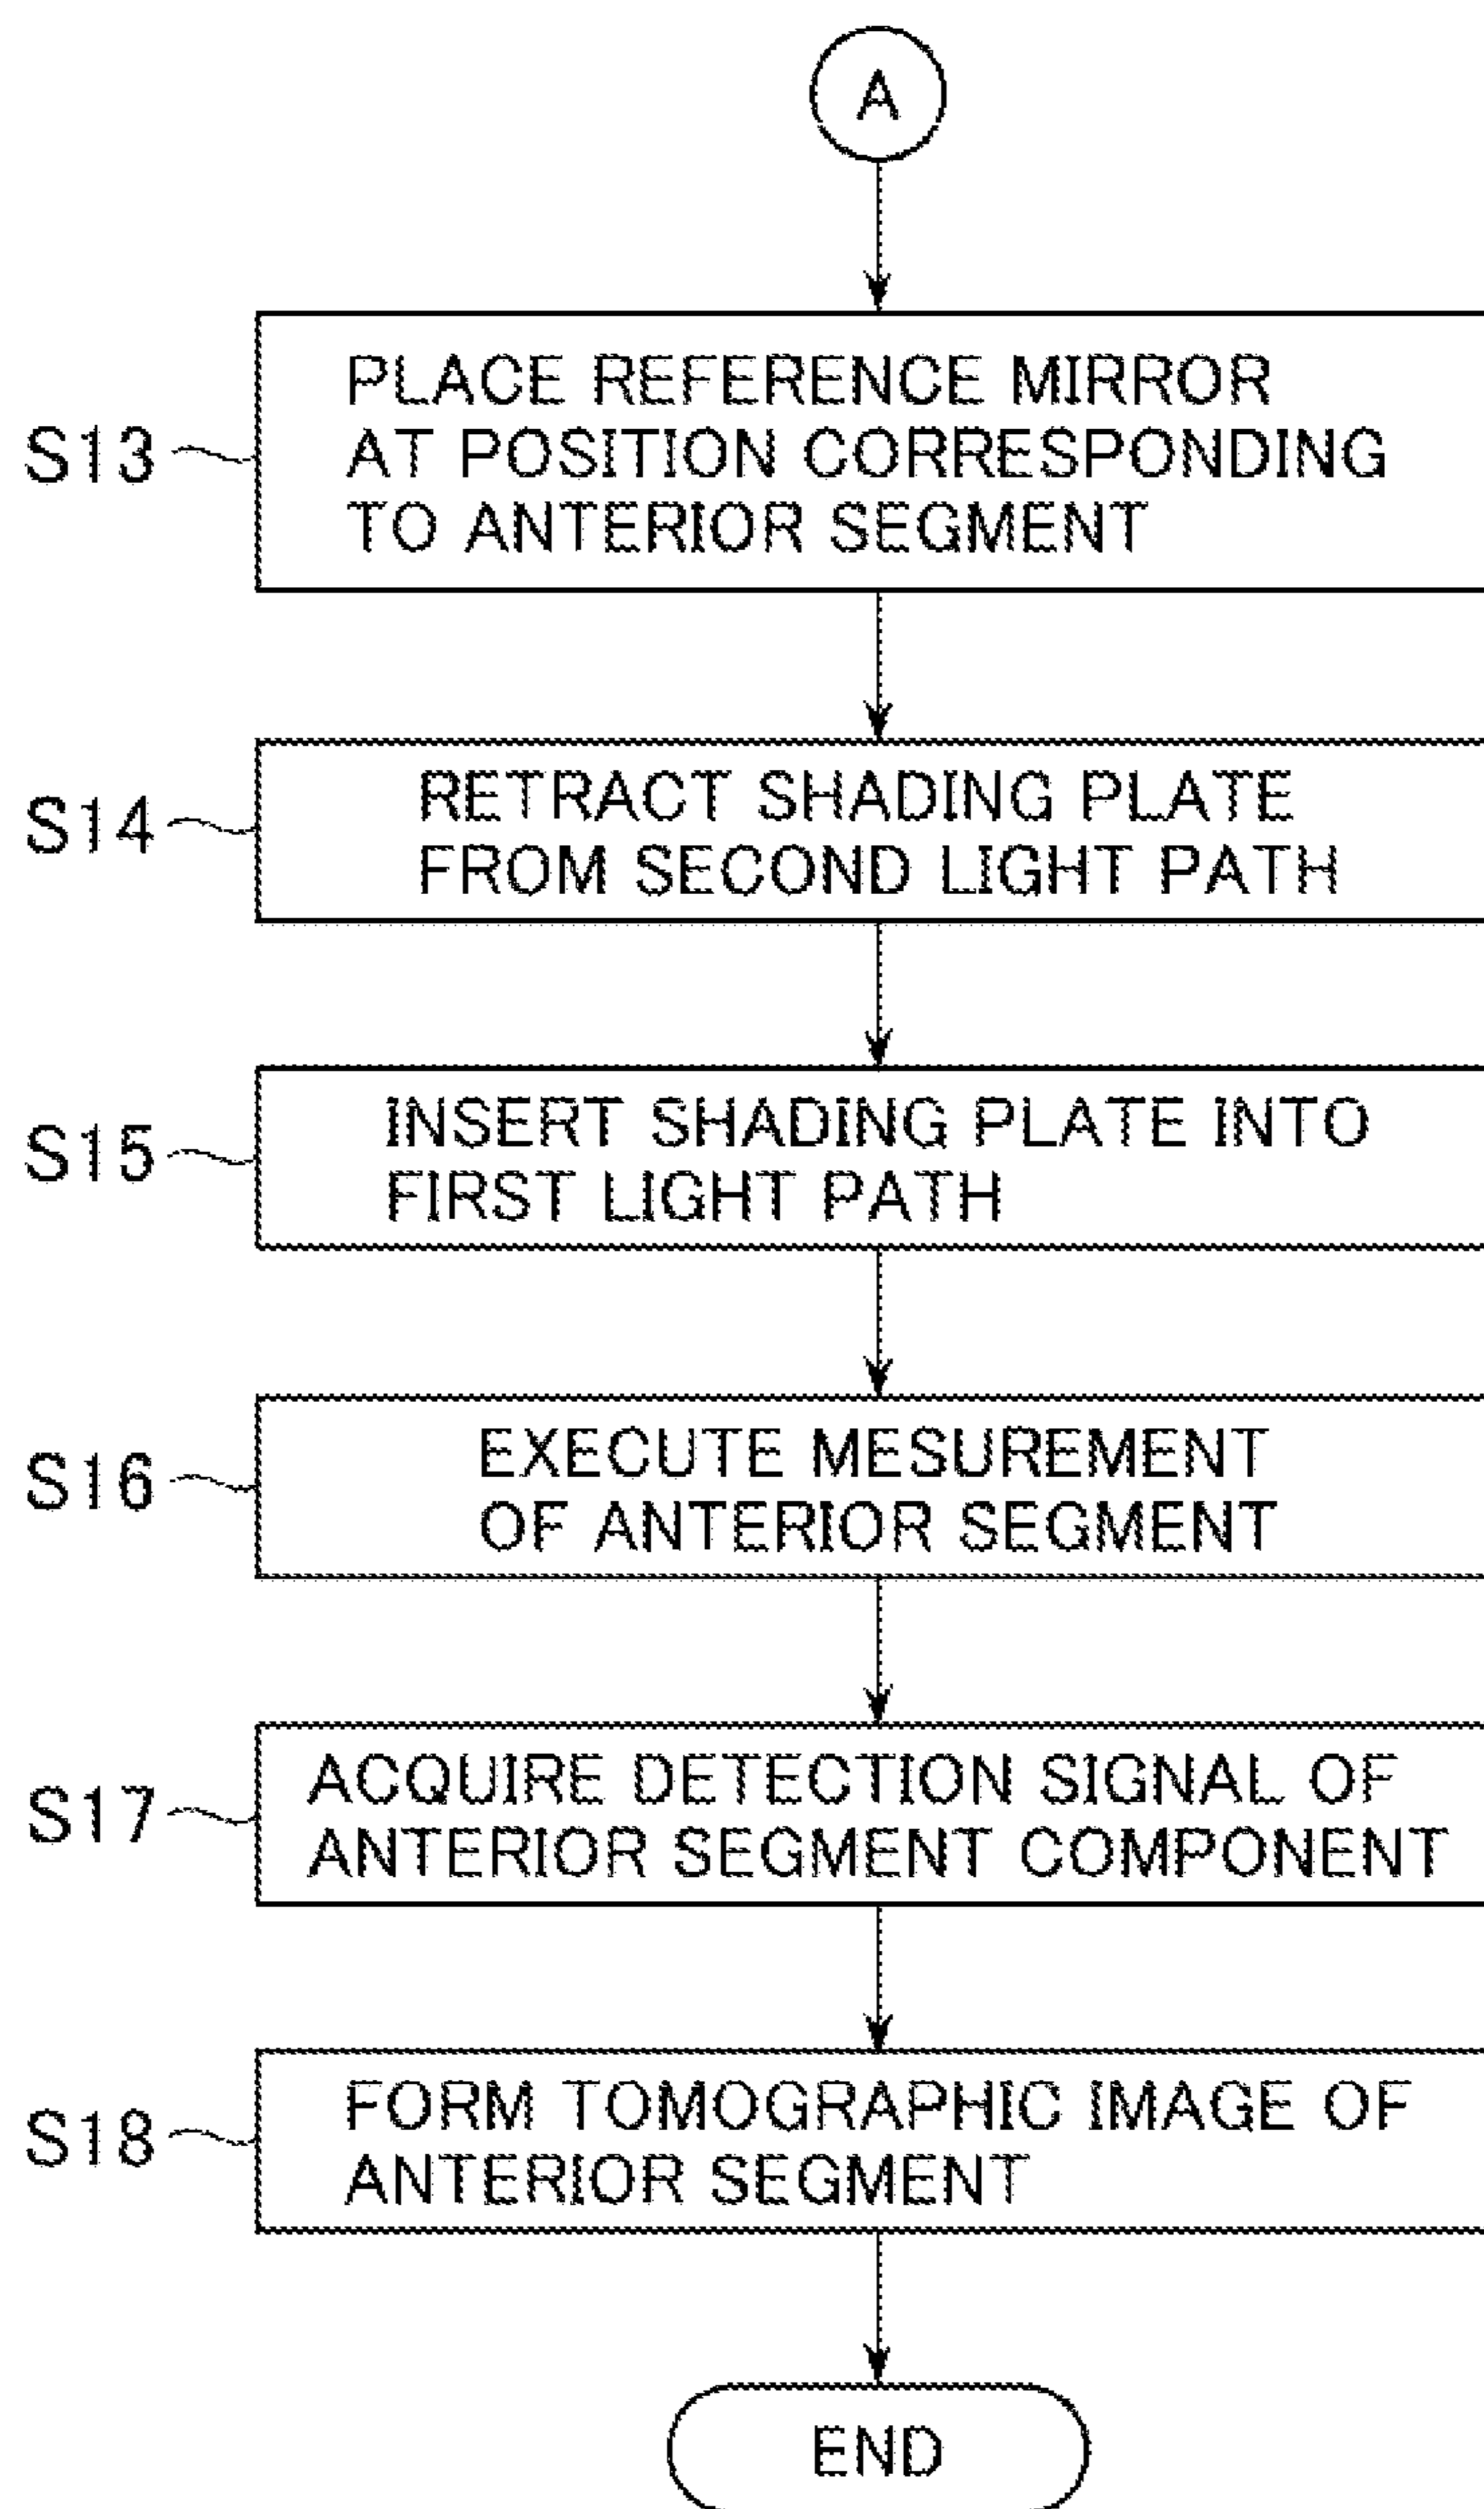 A
S13
PLACE REFERENCE MIRROR
AT POSITION CORRESPONDING
TO ANTERIOR SEGMENT
S14
RETRACT SHADING PLATE
FROM SECOND LIGHT PATH
S15
INSERT SHADING PLATE INTO
FIRST LIGHT PATH
S16
EXECUTE MESUREMENT
OF ANTERIOR SEGMENT
S17
ACQUIRE DETECTION SIGNAL OF
ANTERIOR SEGMENT COMPONENT
S18
FORM TOMOGRAPHIC IMAGE OF
ANTERIOR SEGMENT
END